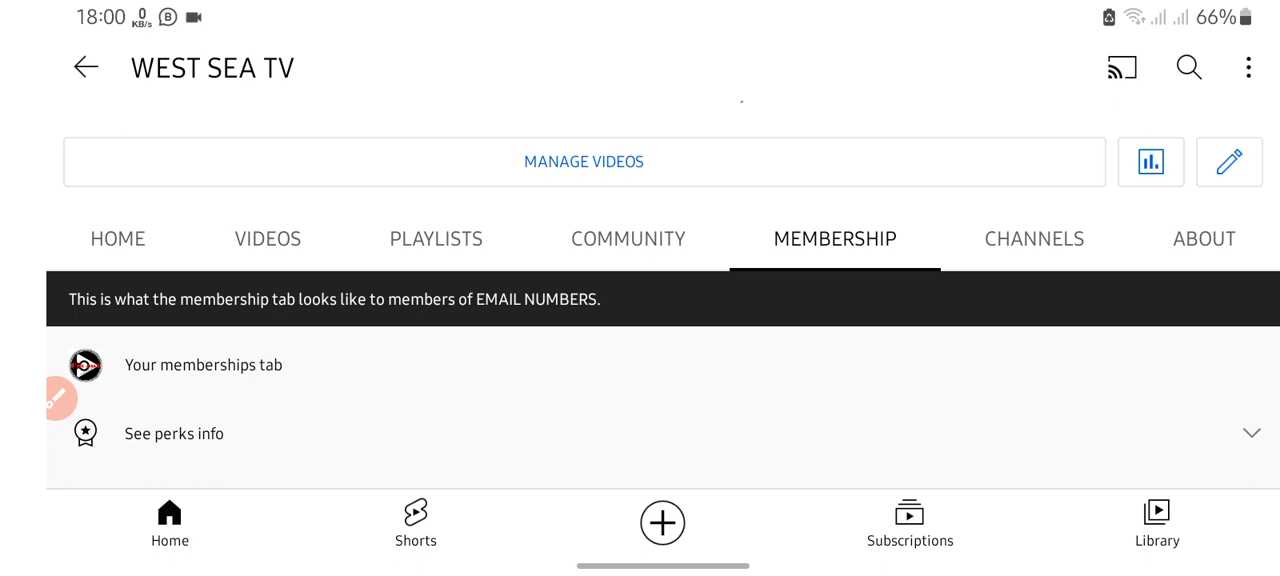 18:00 0 KB/s B 66%
WEST SEA TV
MANAGE VIDEOS
HOME VIDEOS PLAYLISTS COMMUNITY MEMBERSHIP CHANNELS ABOUT
This is what the membership tab looks like to members of EMAIL NUMBERS.
Your memberships tab
See perks info
Home Shorts Subscriptions Library